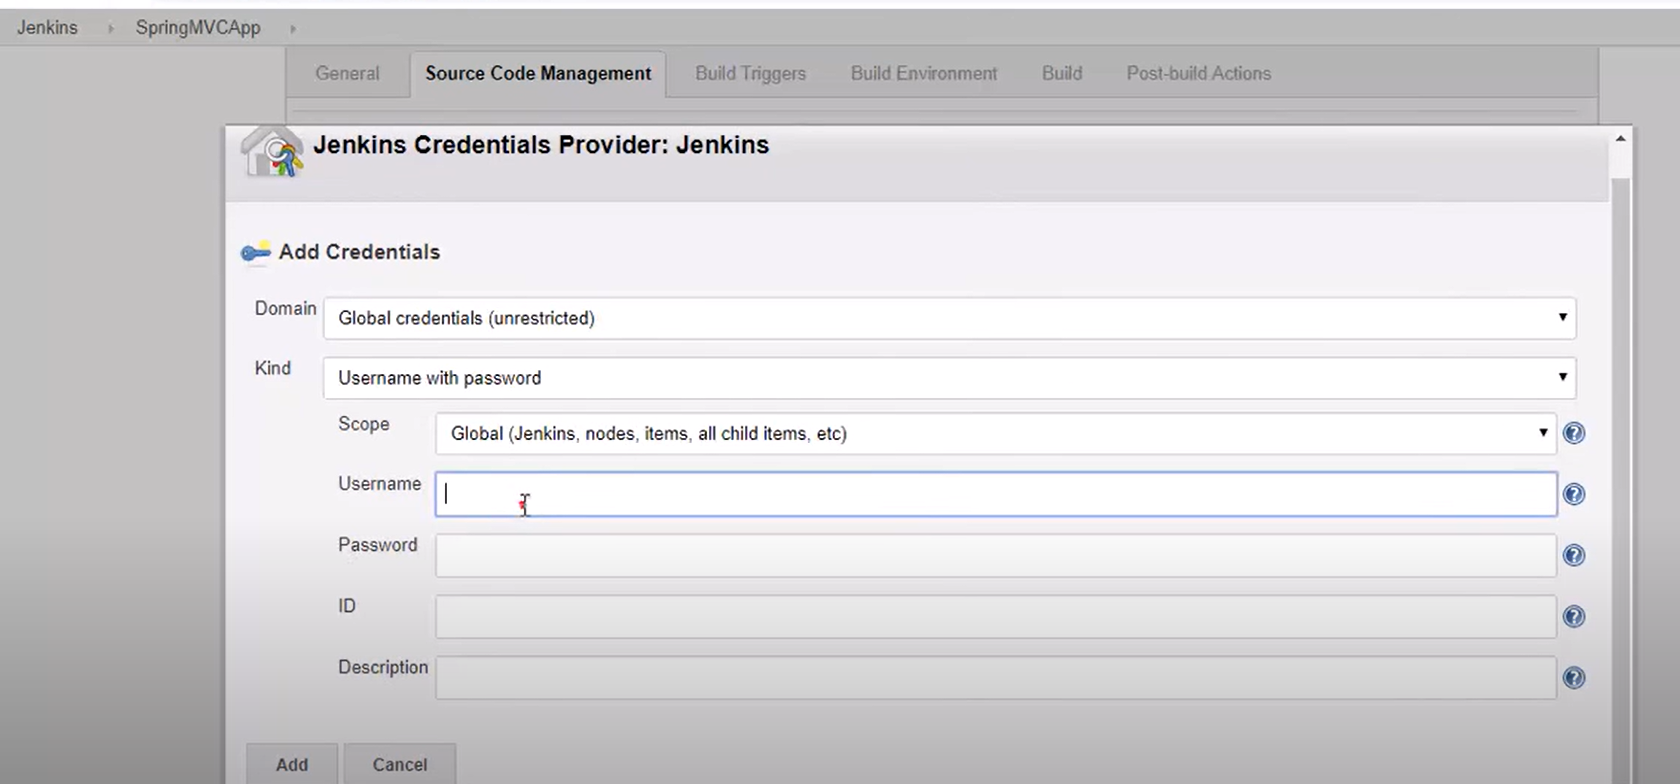 Jenkins SpringMVCApp
General Source Code Management Build Triggers Build Environment Build Post-build Actions
Jenkins Credentials Provider: Jenkins
Add Credentials
Domain Global credentials (unrestricted)
Kind Username with password
Scope Global (Jenkins, nodes, items, all child items, etc)
Username
Password
ID
Description
Add Cancel